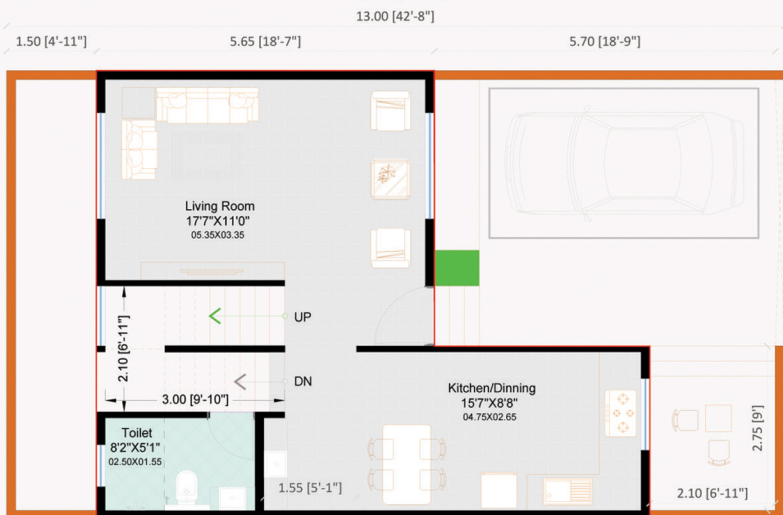 13.00 [42'-8"]
1.50 [4'-11"]
5.65 [18'-7"]
5.70 [18'-9"]
Living Room
17'7"X11'0"
05.35X03.35
UP
2.10 [6'-11"]
DN
3.00 [9'-10"]
Kitchen/Dinning
15'7"X8'8"
04.75X02.65
Toilet
8'2"X5'1"
02.50X01.55
2.75 [9']
1.55 [5'-1"]
2.10 [6'-11"]